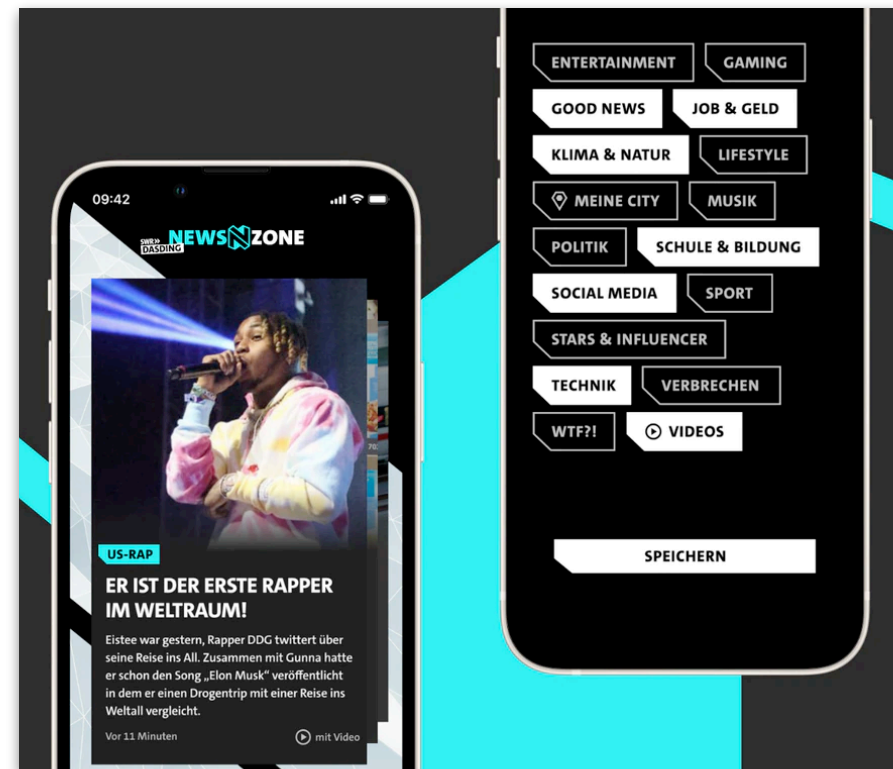 09:42
SWR»
DASDING
NEWSZONE
US-RAP
ER IST DER ERSTE RAPPER
IM WELTRAUM!
Eistee war gestern, Rapper DDG twittert über
seine Reise ins All. Zusammen mit Gunna hatte
er schon den Song „Elon Musk“ veröffentlicht
in dem er einen Drogentrip mit einer Reise ins
Weltall vergleicht.
Vor 11 Minuten
mit Video
ENTERTAINMENT
GAMING
GOOD NEWS
JOB & GELD
KLIMA & NATUR
LIFESTYLE
MEINE CITY
MUSIK
POLITIK
SCHULE & BILDUNG
SOCIAL MEDIA
SPORT
STARS & INFLUENCER
TECHNIK
VERBRECHEN
WTF?!
VIDEOS
SPEICHERN